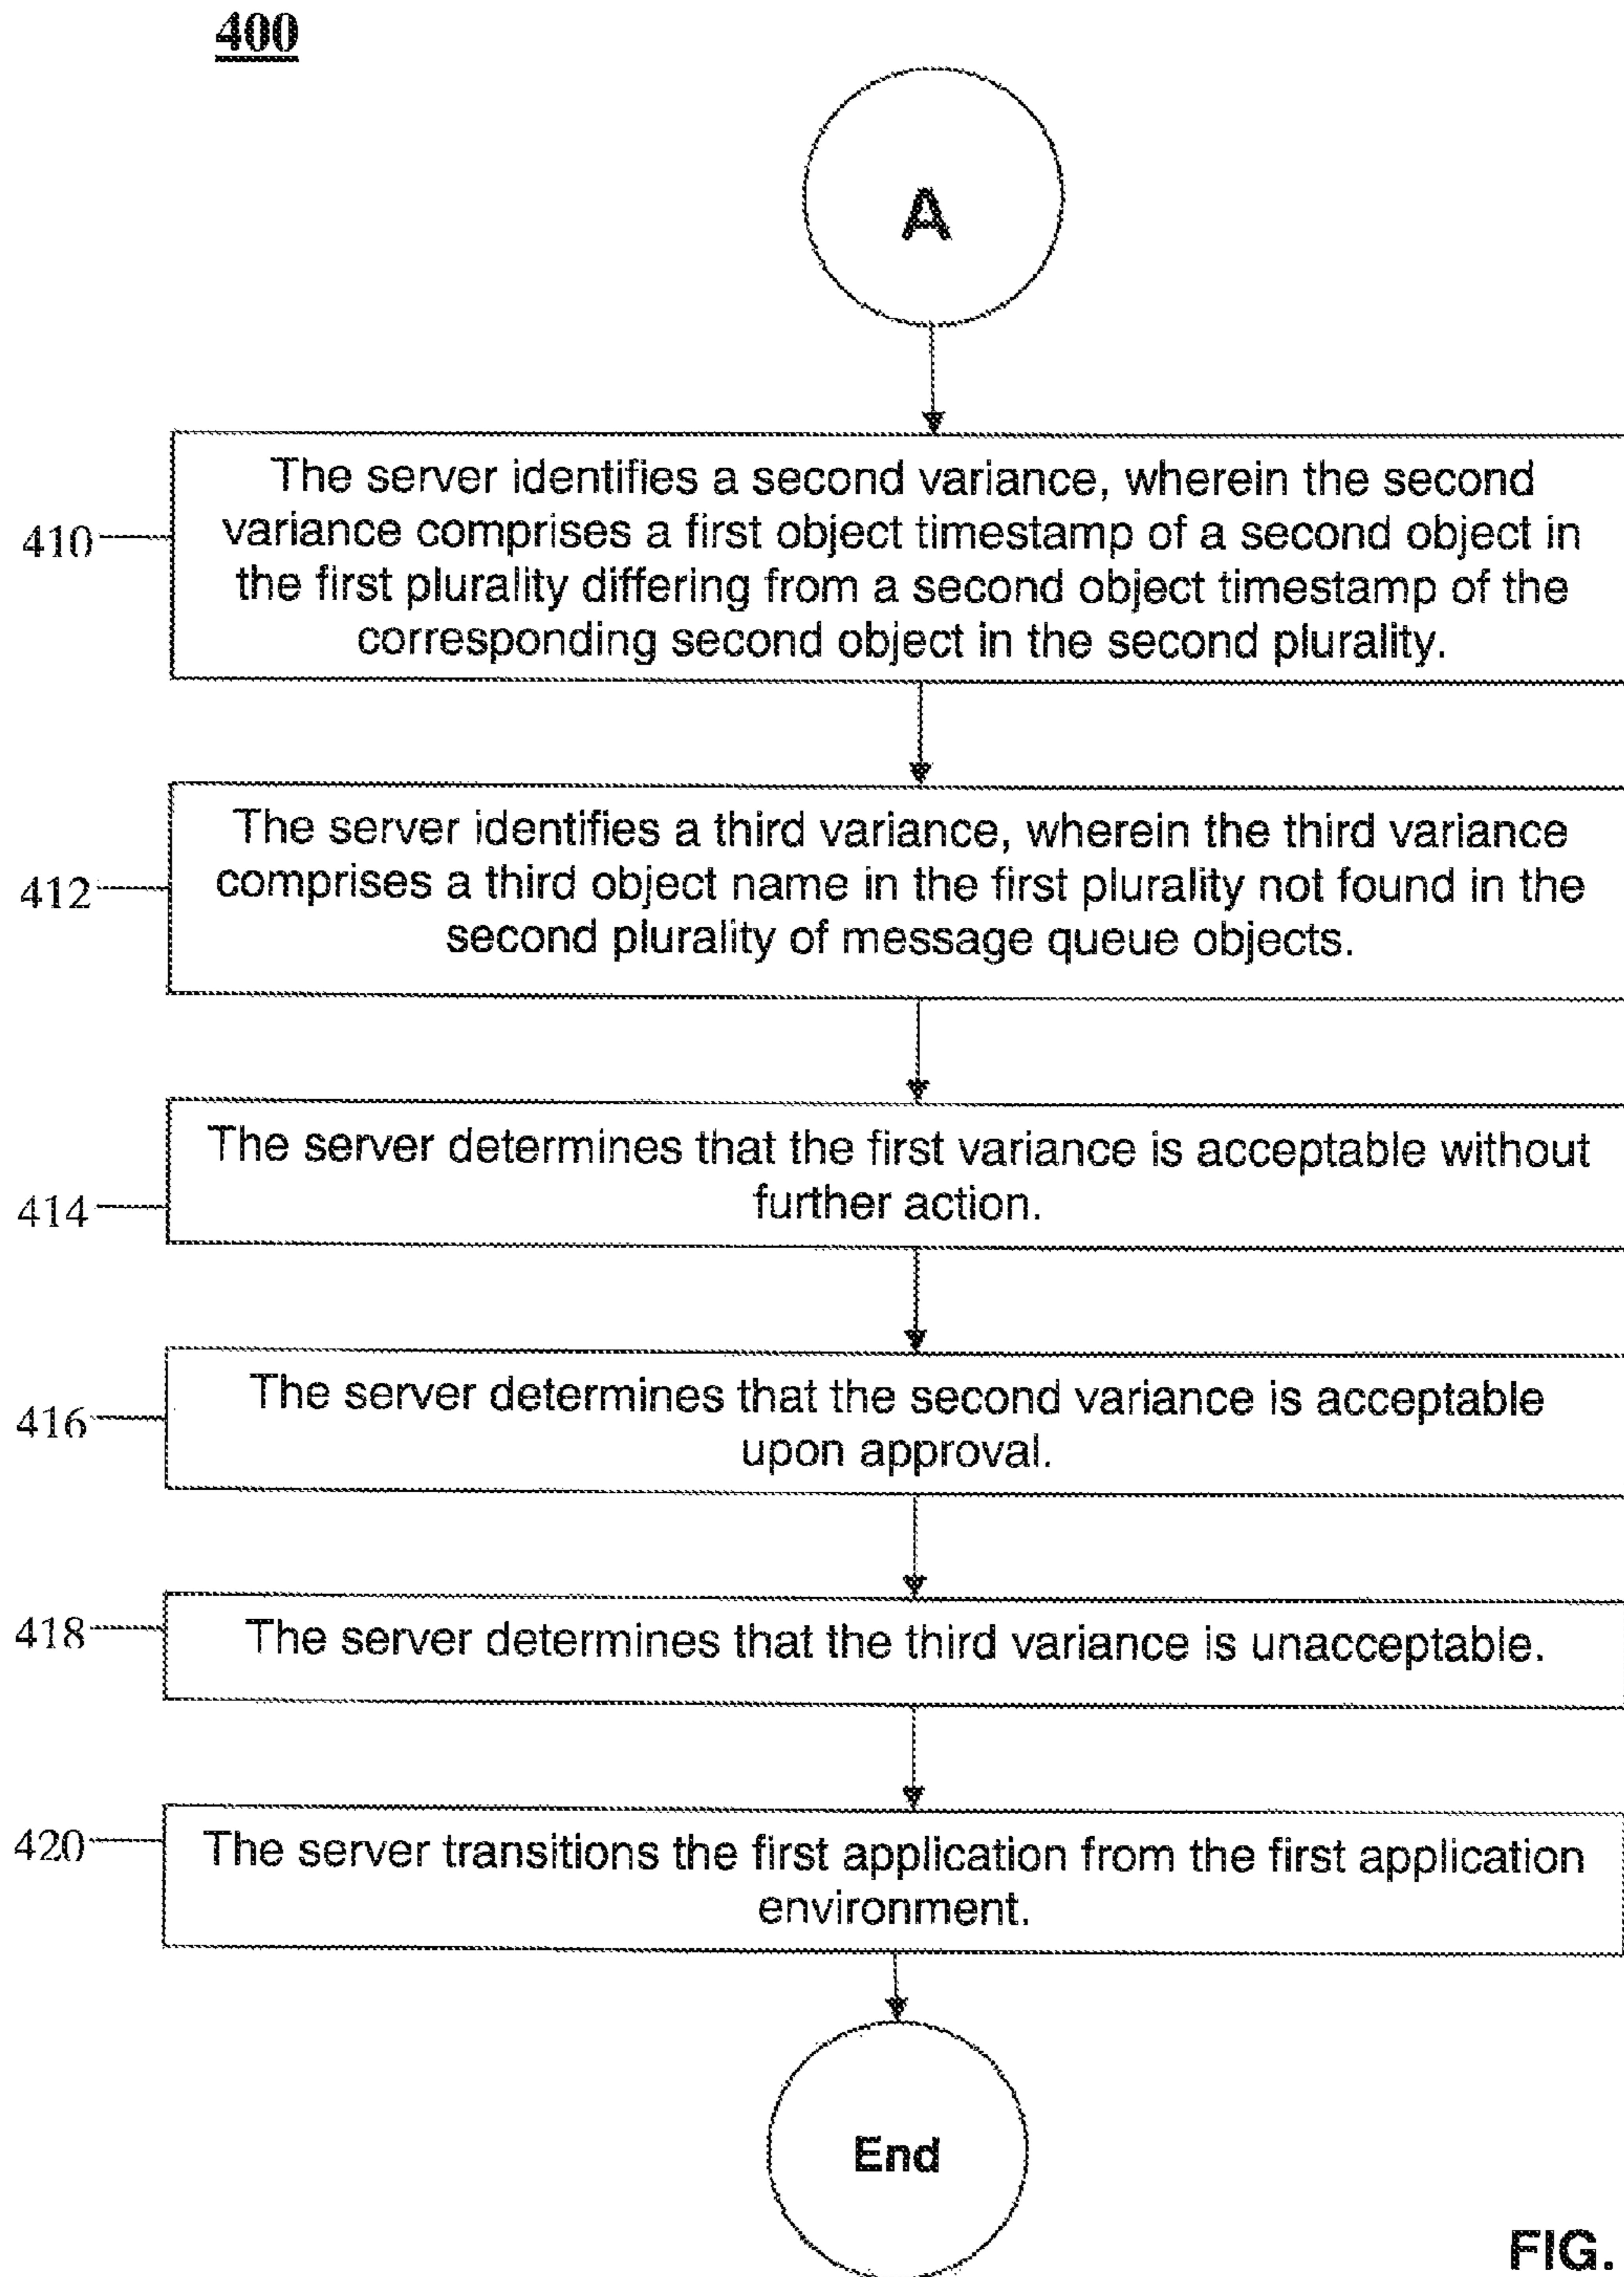 400
A
410
The server identifies a second variance, wherein the second
variance comprises a first object timestamp of a second object in
the first plurality differing from a second object timestamp of the
corresponding second object in the second plurality.
412
The server identifies a third variance, wherein the third variance
comprises a third object name in the first plurality not found in the
second plurality of message queue objects.
414
The server determines that the first variance is acceptable without
further action.
416
The server determines that the second variance is acceptable
upon approval.
418
The server determines that the third variance is unacceptable.
420
The server transitions the first application from the first application
environment.
End
FIG.